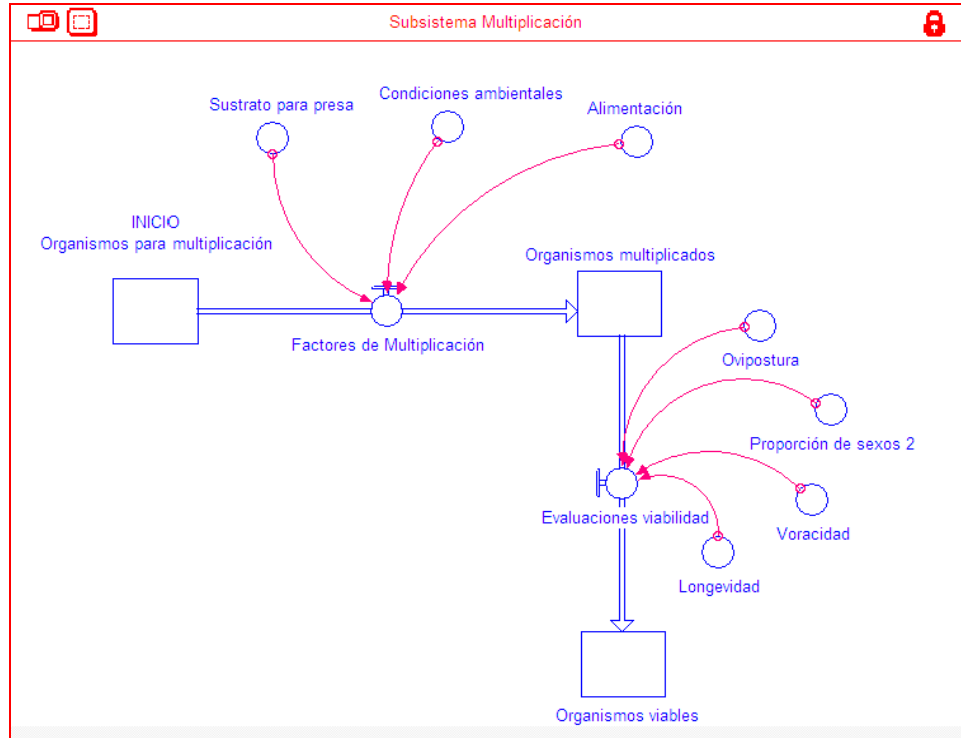 Subsistema Multiplicación
Condiciones ambientales
Sustrato para presa
Alimentación
INICIO
Organismos para multiplicación
Organismos multiplicados
Factores de Multiplicación
Ovipostura
Proporción de sexos 2
Evaluaciones viabilidad
Voracidad
Longevidad
Organismos viables